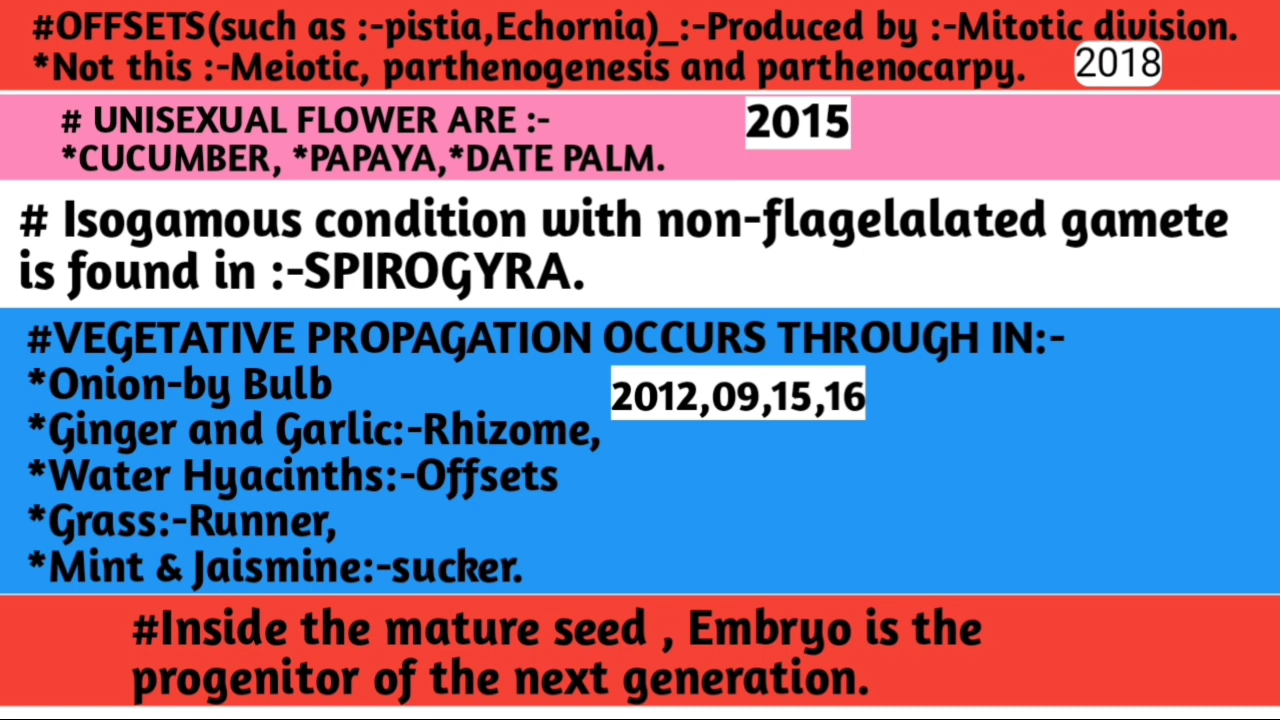 #OFFSETS(such as :-pistia,Echornia)_:-Produced by :-Mitotic division.
*Not this :-Meiotic, parthenogenesis and parthenocarpy.
2018
# UNISEXUAL FLOWER ARE :-
2015
*CUCUMBER, *PAPAYA,*DATE PALM.
# Isogamous condition with non-flagelalated gamete
is found in :-SPIROGYRA.
#VEGETATIVE PROPAGATION OCCURS THROUGH IN:-
*Onion-by Bulb
2012,09,15,16
*Ginger and Garlic:-Rhizome,
*Water Hyacinths:-Offsets
*Grass:-Runner,
*Mint & Jaismine:-sucker.
#Inside the mature seed , Embryo is the
progenitor of the next generation.